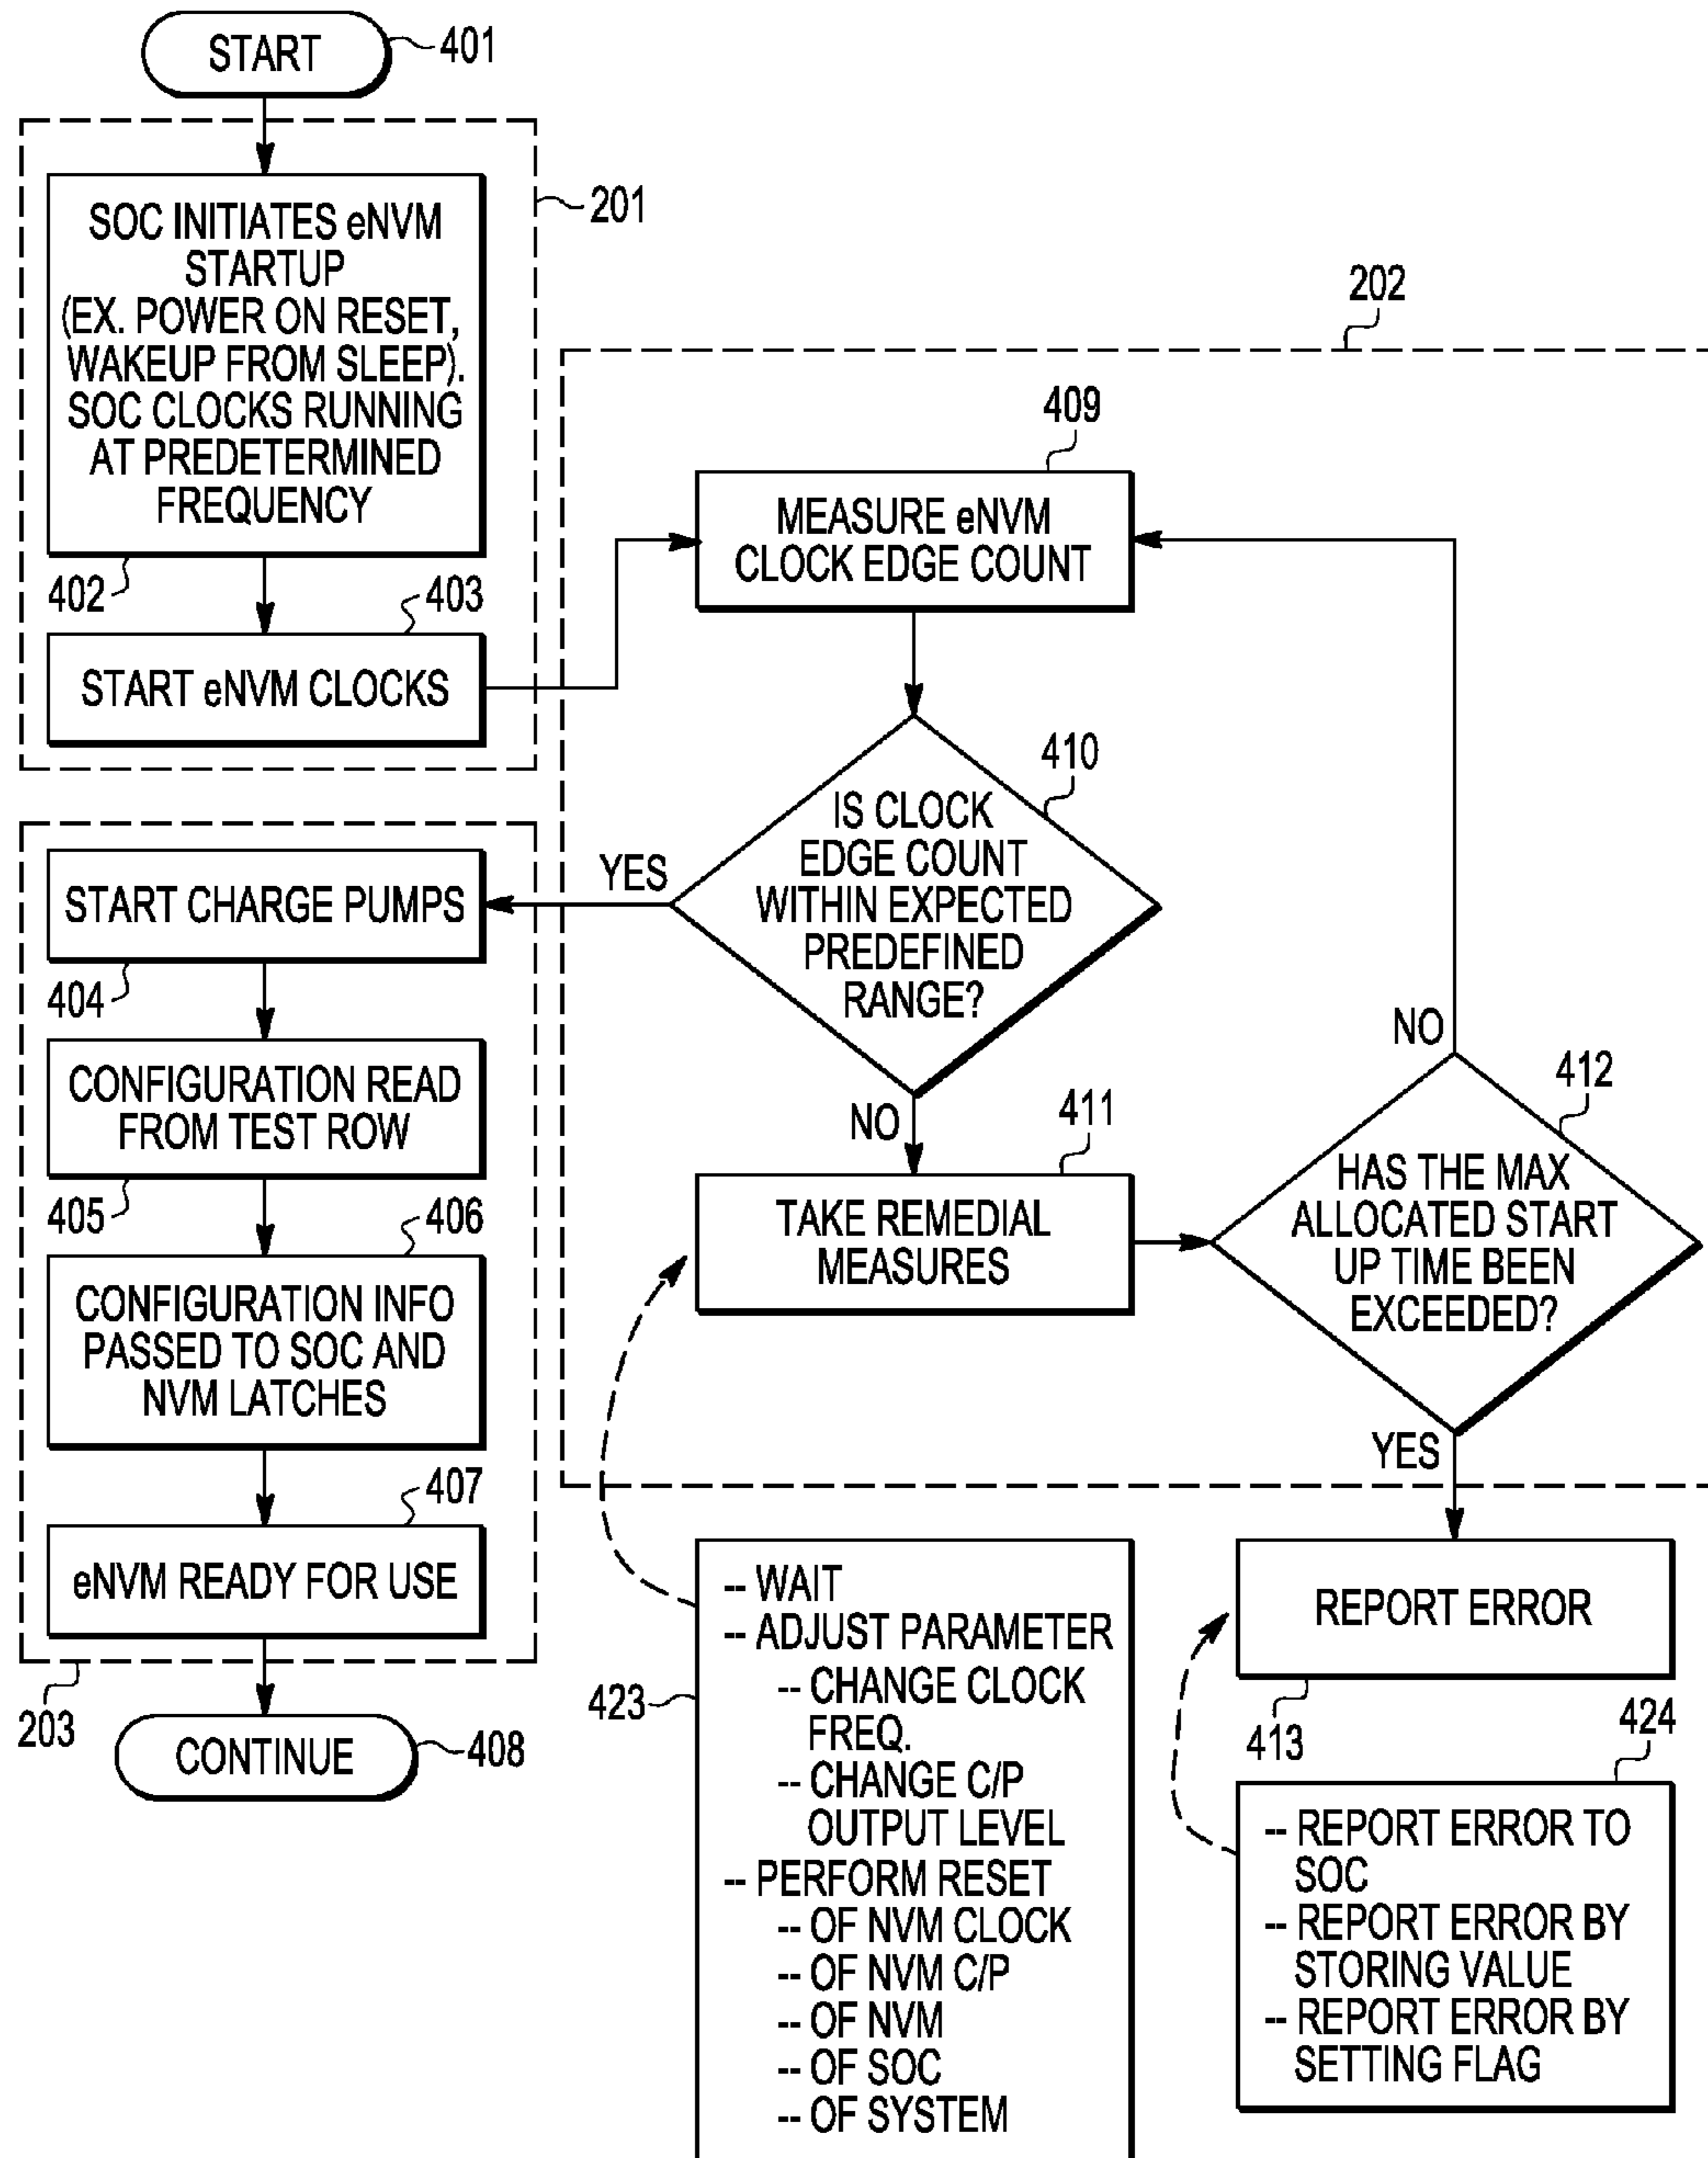 START
401
SOC INITIATES eNVM
STARTUP
(EX. POWER ON RESET,
WAKEUP FROM SLEEP).
SOC CLOCKS RUNNING
AT PREDETERMINED
FREQUENCY
201
402
403
START eNVM CLOCKS
202
409
MEASURE eNVM
CLOCK EDGE COUNT
410
IS CLOCK
EDGE COUNT
WITHIN EXPECTED
PREDEFINED
RANGE?
YES
NO
START CHARGE PUMPS
404
CONFIGURATION READ
FROM TEST ROW
405
406
CONFIGURATION INFO
PASSED TO SOC AND
NVM LATCHES
407
eNVM READY FOR USE
203
CONTINUE
408
411
TAKE REMEDIAL
MEASURES
NO
412
HAS THE MAX
ALLOCATED START
UP TIME BEEN
EXCEEDED?
YES
423
-- WAIT
-- ADJUST PARAMETER
-- CHANGE CLOCK
FREQ.
-- CHANGE C/P
OUTPUT LEVEL
-- PERFORM RESET
-- OF NVM CLOCK
-- OF NVM C/P
-- OF NVM
-- OF SOC
-- OF SYSTEM
REPORT ERROR
413
424
-- REPORT ERROR TO
SOC
-- REPORT ERROR BY
STORING VALUE
-- REPORT ERROR BY
SETTING FLAG